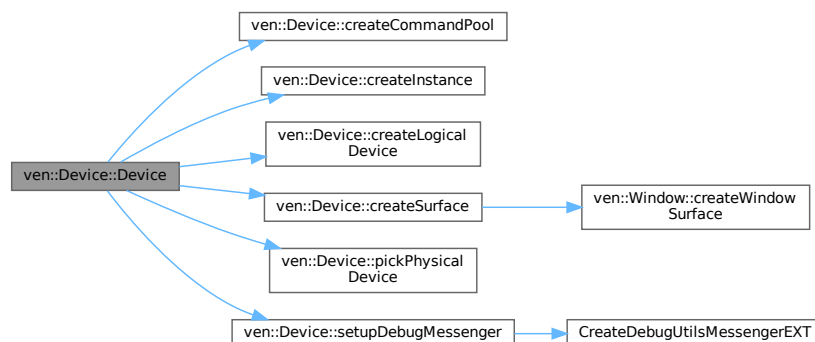 ven::Device::createCommandPool
ven::Device::createInstance
ven::Device::createLogical
Device
ven::Device::Device
ven::Device::createSurface
ven::Window::createWindow
Surface
ven::Device::pickPhysical
Device
ven::Device::setupDebugMessenger
CreateDebugUtilsMessengerEXT